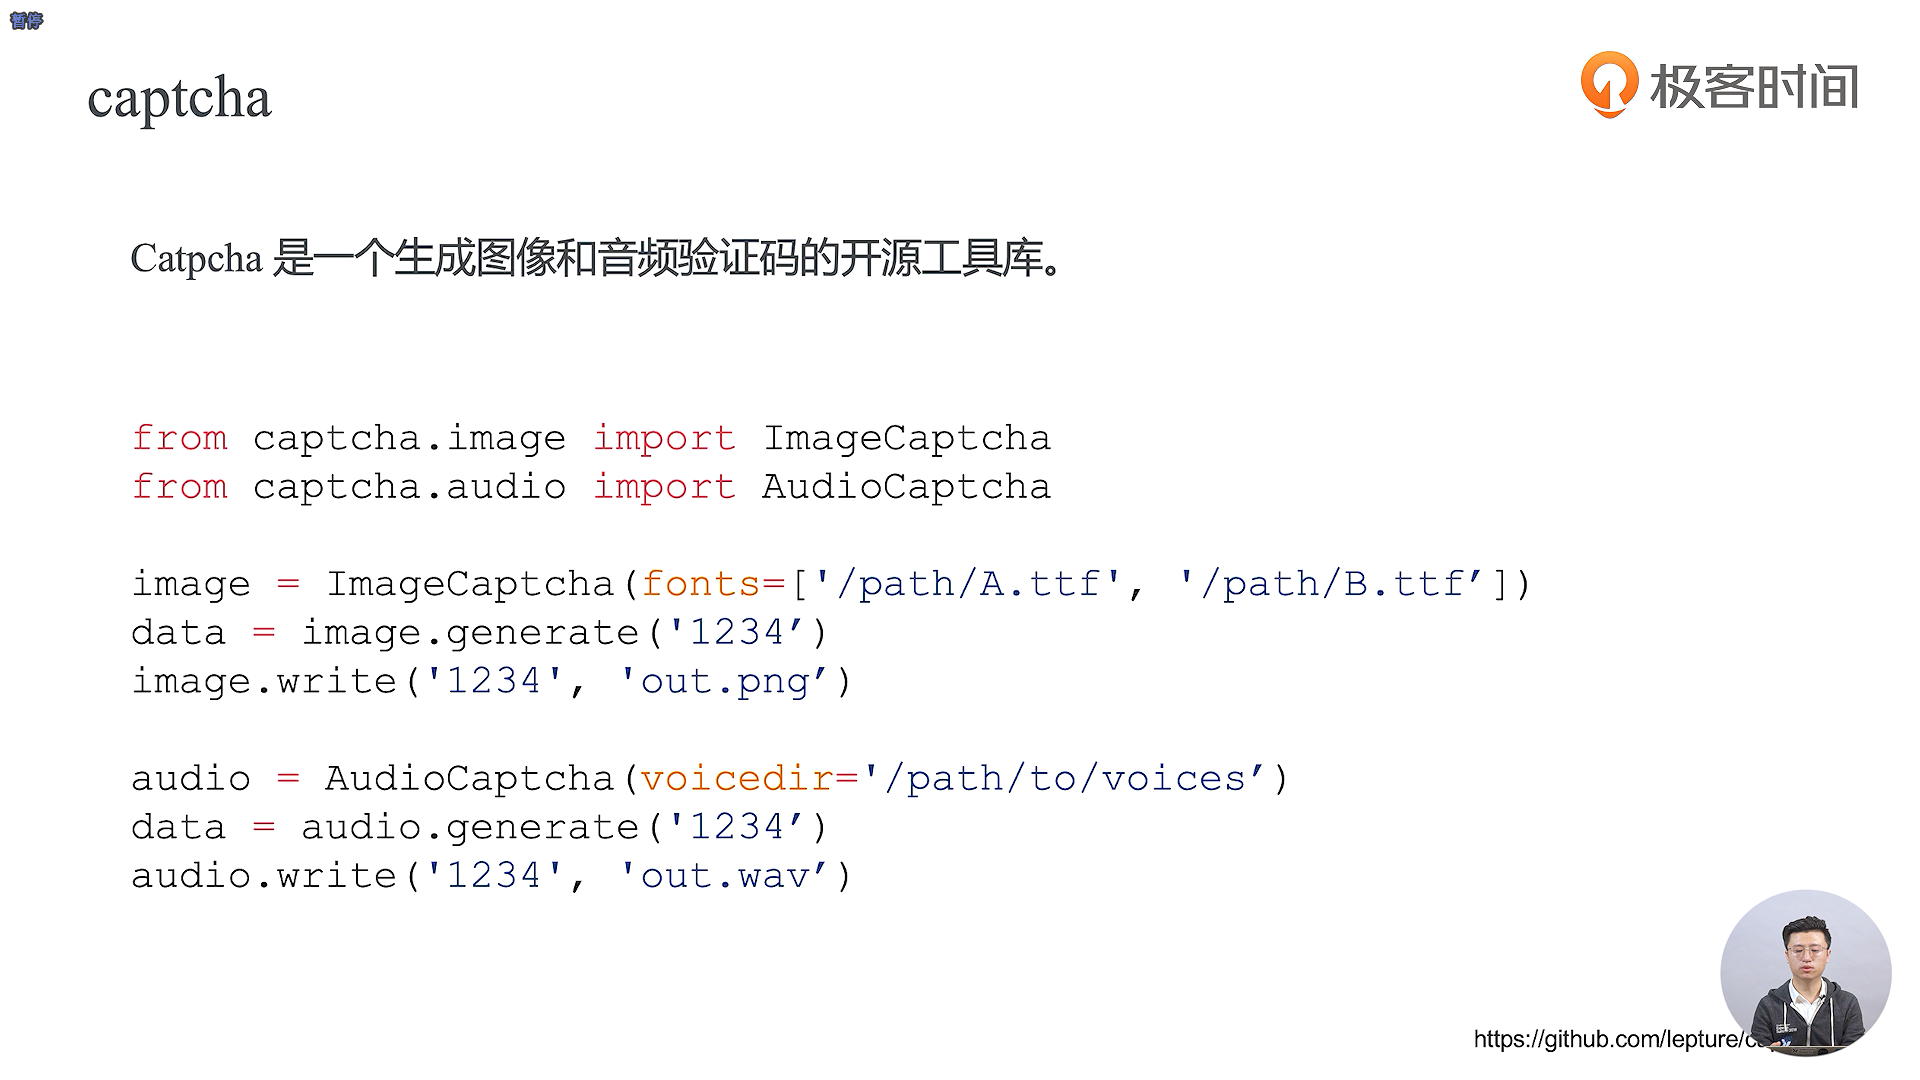 暂停
captcha
极客时间
Catpcha 是一个生成图像和音频验证码的开源工具库。
from captcha.image import ImageCaptcha
from captcha.audio import AudioCaptcha
image = ImageCaptcha(fonts=['/path/A.ttf', '/path/B.ttf’])
data = image.generate('1234’)
image.write('1234', 'out.png’)
audio = AudioCaptcha(voicedir='/path/to/voices’)
data = audio.generate('1234’)
audio.write('1234', 'out.wav’)
https://github.com/lepture/